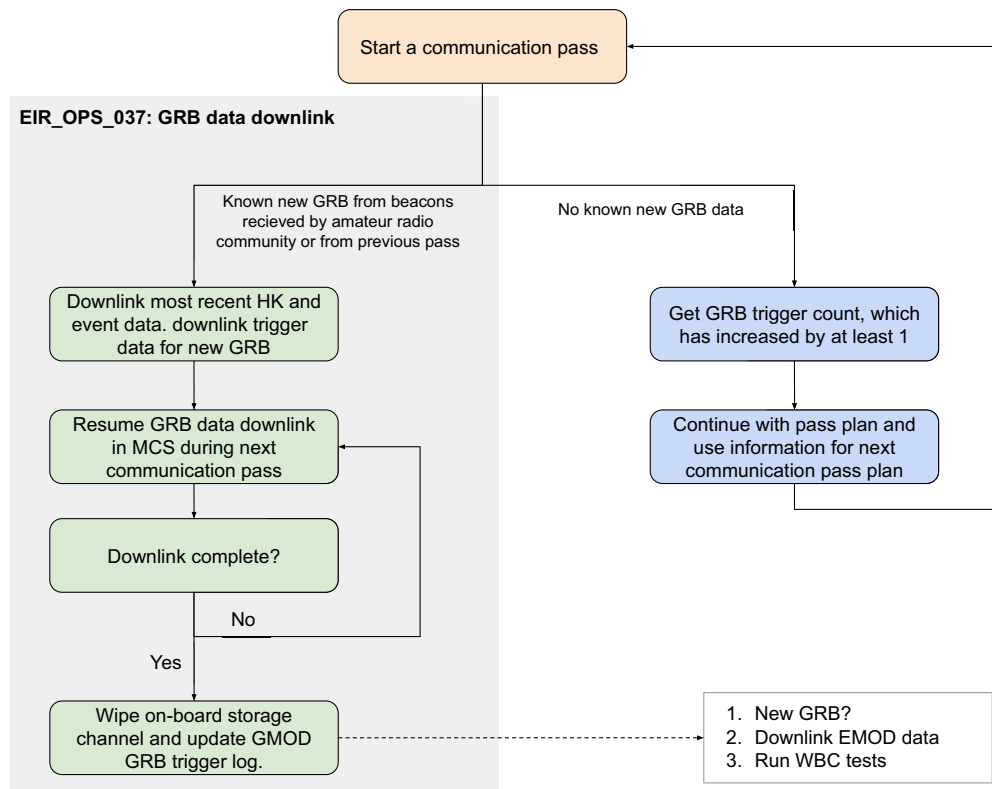 Start a communication pass
EIR_OPS_037: GRB data downlink
Known new GRB from beacons
recieved by amateur radio
community or from previous pass
No known new GRB data
Downlink most recent HK and
event data. downlink trigger
data for new GRB
Get GRB trigger count, which
has increased by at least 1
Resume GRB data downlink
in MCS during next
communication pass
Continue with pass plan and
use information for next
communication pass plan
Downlink complete?
No
Yes
Wipe on-board storage
channel and update GMOD
GRB trigger log.
1. New GRB?
2. Downlink EMOD data
3. Run WBC tests